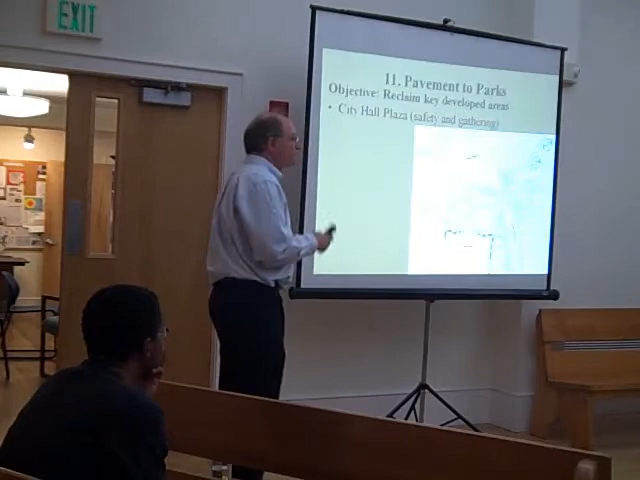 EXIT
11. Pavement to Parks
Objective: Reclaim key developed areas
• City Hall Plaza (safety and gathering)